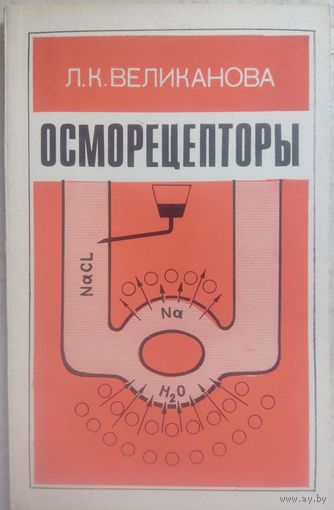 Л.К.ВЕЛИКАНОВА
ОСМОРЕЦЕПТОРЫ
NaCL
Na
H₂O
www.ay.by